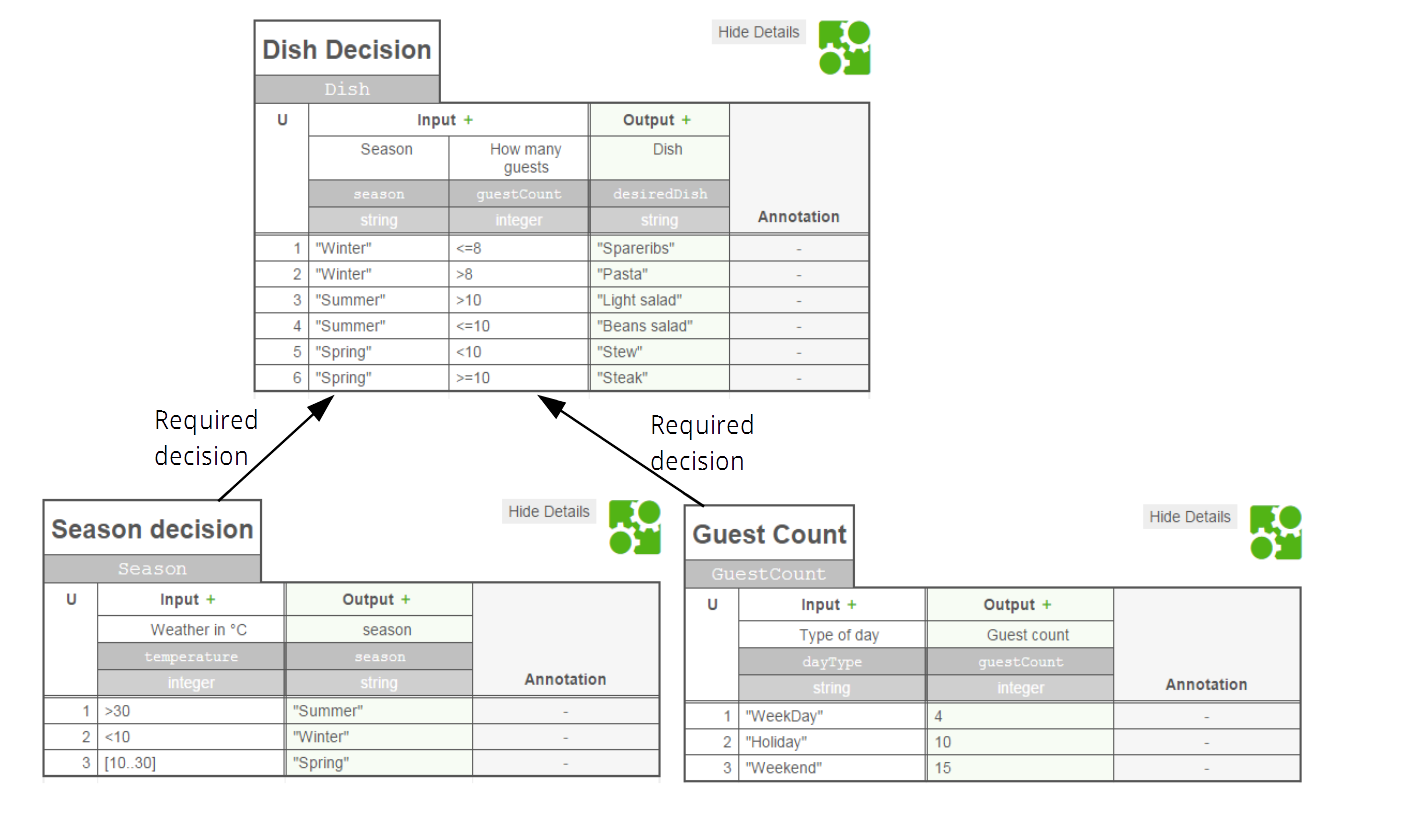 Dish Decision
Hide Details
Dish
U Input + Output +
Season How many guests Dish
season guestCount desiredDish
string integer string Annotation
1 "Winter" <=8 "Spareribs" -
2 "Winter" >8 "Pasta" -
3 "Summer" >10 "Light salad" -
4 "Summer" <=10 "Beans salad" -
5 "Spring" <10 "Stew" -
6 "Spring" >=10 "Steak" -
Required
decision
Required
decision
Season decision
Hide Details
Season
U Input + Output +
Weather in °C season
temperature season
integer string Annotation
1 >30 "Summer" -
2 <10 "Winter" -
3 [10..30] "Spring" -
Guest Count
Hide Details
GuestCount
U Input + Output +
Type of day Guest count
dayType guestCount
string integer Annotation
1 "WeekDay" 4 -
2 "Holiday" 10 -
3 "Weekend" 15 -